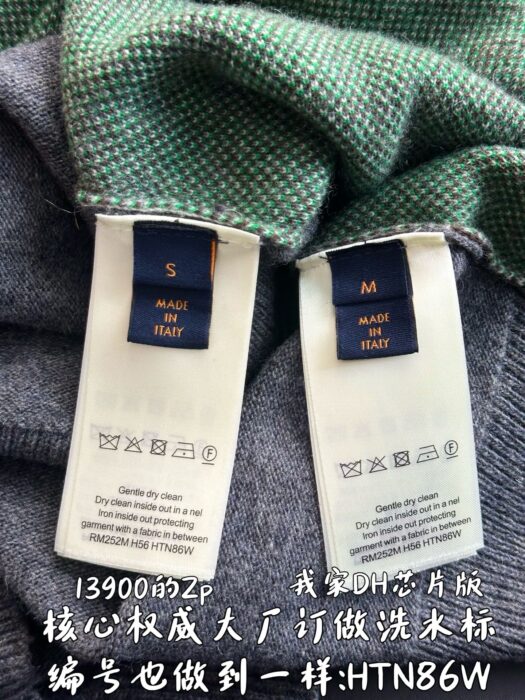 S
MADE
IN
ITALY
Gentle dry clean
Dry clean inside out in a nel
Iron inside out protecting
garment with a fabric in between
RM252M H56 HTN86W
M
MADE
IN
ITALY
Gentle dry clean
Dry clean inside out in a nel
Iron inside out protecting
garment with a fabric in between
RM252M H56 HTN86W
13900的Zp
我家DH芯片版
核心权威大厂订做洗水标
编号也做到一样:HTN86W